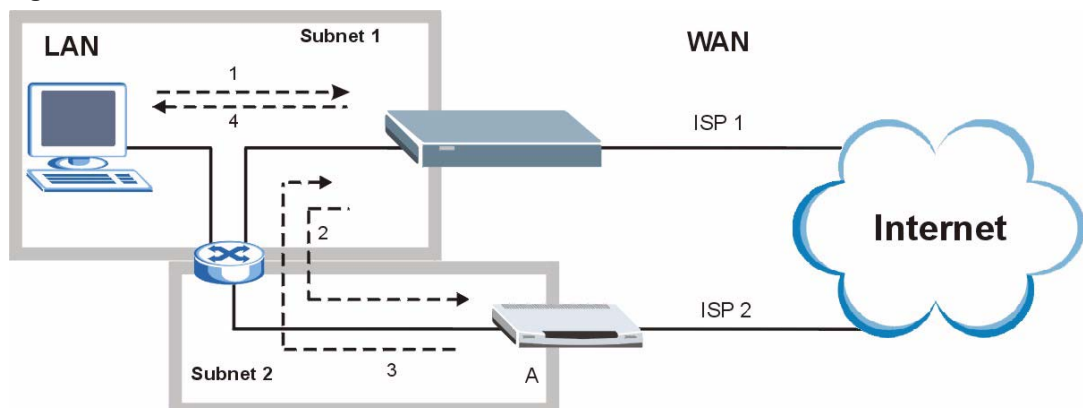 LAN
Subnet 1
WAN
1
4
ISP 1
2
Internet
ISP 2
3
Subnet 2
A